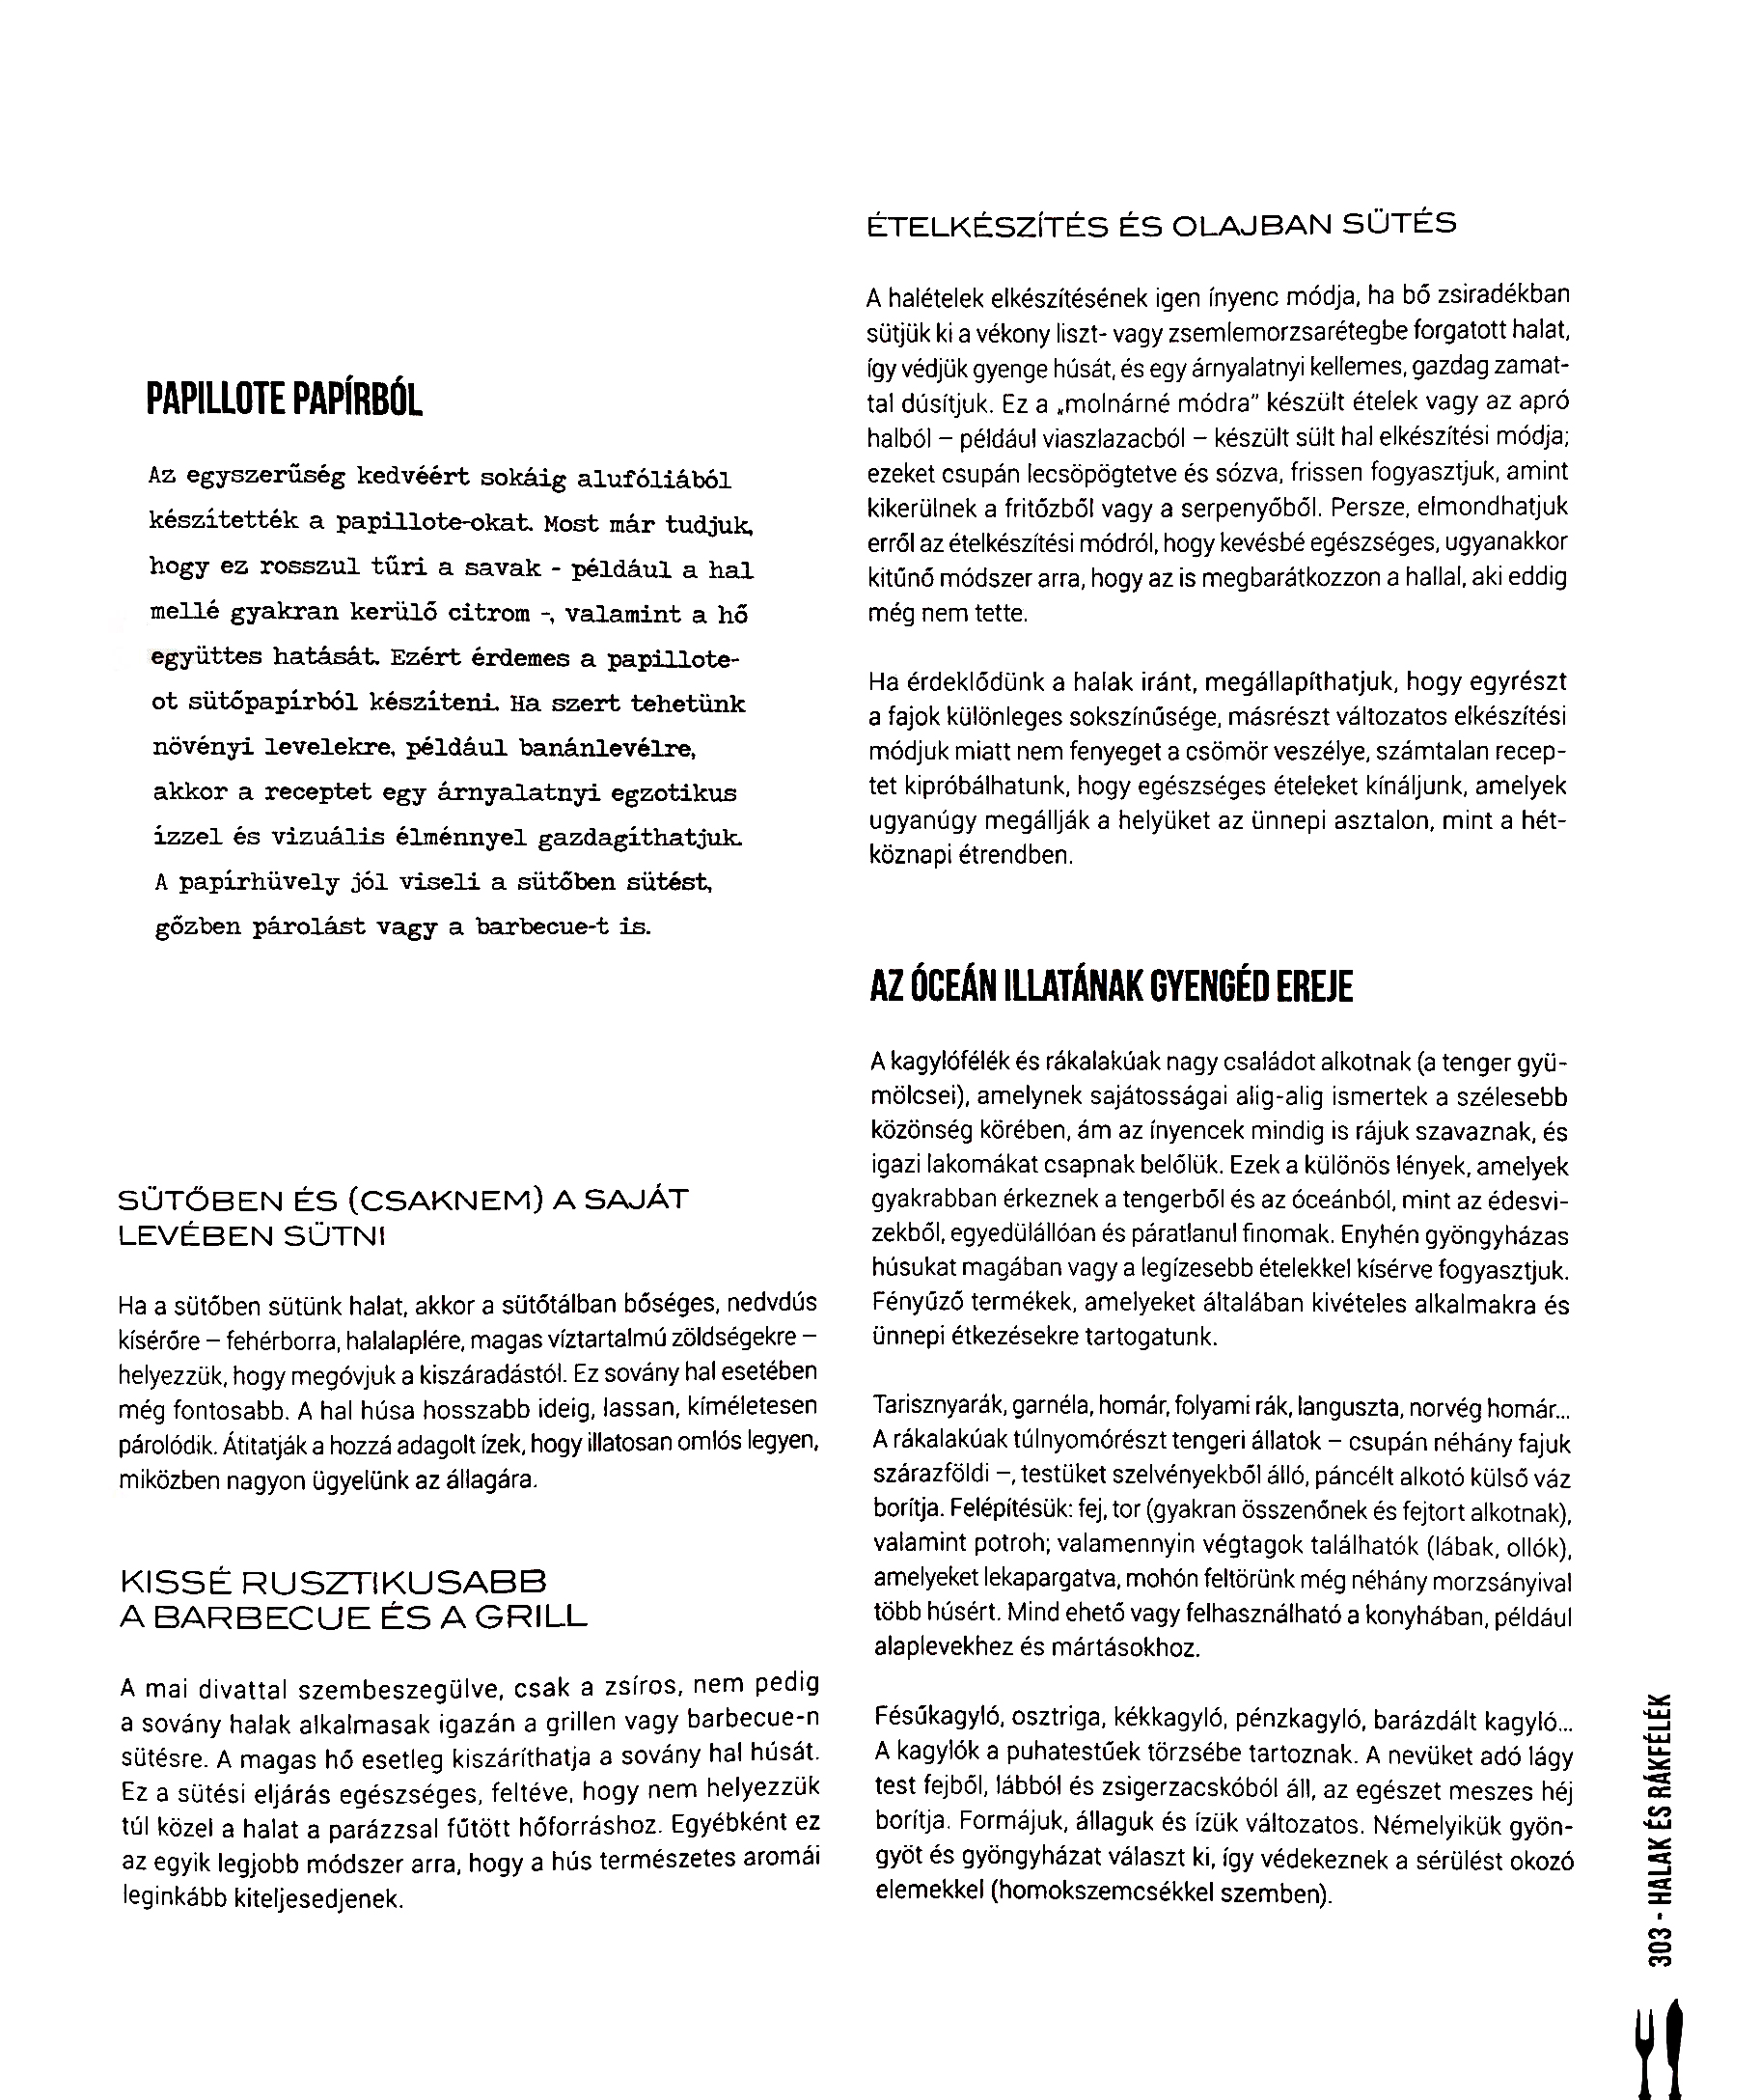 PAPILLOTE PAPÍRBÓL
Az egyszerűség kedvéért sokáig alufóliából
készítették a papillote-okat. Most már tudjuk,
hogy ez rosszul tűri a savak - például a hal
mellé gyakran kerülő citrom -, valamint a hő
együttes hatását. Ezért érdemes a papillote-
ot sütőpapírból készíteni. Ha szert tehetünk
növényi levelekre, például banánlevélre,
akkor a receptet egy árnyalatnyi egzotikus
ízzel és vizuális élménnyel gazdagíthatjuk.
A papírhüvely jól viseli a sütőben sütést,
gőzben párolást vagy a barbecue-t is.
SÜTŐBEN ÉS (CSAKNEM) A SAJÁT
LEVÉBEN SÜTNI
Ha a sütőben sütünk halat, akkor a sütőtálban bőséges, nedvdús
kísérőre – fehérborra, halalaplére, magas víztartalmú zöldségekre –
helyezzük, hogy megóvjuk a kiszáradástól. Ez sovány hal esetében
még fontosabb. A hal húsa hosszabb ideig, lassan, kíméletesen
párolódik. Átitatják a hozzá adagolt ízek, hogy illatosan omlós legyen,
miközben nagyon ügyelünk az állagára.
KISSÉ RUSZTIKUSABB
A BARBECUE ÉS A GRILL
A mai divattal szembeszegülve, csak a zsíros, nem pedig
a sovány halak alkalmasak igazán a grillen vagy barbecue-n
sütésre. A magas hő esetleg kiszáríthatja a sovány hal húsát.
Ez a sütési eljárás egészséges, feltéve, hogy nem helyezzük
túl közel a halat a parázzsal fűtött hőforráshoz. Egyébként ez
az egyik legjobb módszer arra, hogy a hús természetes aromái
leginkább kiteljesedjenek.
ÉTELKÉSZÍTÉS ÉS OLAJBAN SÜTÉS
A halételek elkészítésének igen ínyenc módja, ha bő zsiradékban
sütjük ki a vékony liszt- vagy zsemlemorzsarétegbe forgatott halat,
így védjük gyenge húsát, és egy árnyalatnyi kellemes, gazdag zamat-
tal dúsítjuk. Ez a „molnárné módra” készült ételek vagy az apró
halból – például viaszlazacból – készült sült hal elkészítési módja;
ezeket csupán lecsöpögtetve és sózva, frissen fogyasztjuk, amint
kikerülnek a fritőzből vagy a serpenyőből. Persze, elmondhatjuk
erről az ételkészítési módról, hogy kevésbé egészséges, ugyanakkor
kitűnő módszer arra, hogy az is megbarátkozzon a hallal, aki eddig
még nem tette.
Ha érdeklődünk a halak iránt, megállapíthatjuk, hogy egyrészt
a fajok különleges sokszínűsége, másrészt változatos elkészítési
módjuk miatt nem fenyeget a csömör veszélye, számtalan recep-
tet kipróbálhatunk, hogy egészséges ételeket kínáljunk, amelyek
ugyanúgy megállják a helyüket az ünnepi asztalon, mint a hét-
köznapi étrendben.
AZ ÓCEÁN ILLATÁNAK GYENGÉD EREJE
A kagylófélék és rákalakúak nagy családot alkotnak (a tenger gyü-
mölcsei), amelynek sajátosságai alig-alig ismertek a szélesebb
közönség körében, ám az ínyencek mindig is rájuk szavaznak, és
igazi lakomákat csapnak belőlük. Ezek a különös lények, amelyek
gyakrabban érkeznek a tengerből és az óceánból, mint az édesvi-
zekből, egyedülállóan és páratlanul finomak. Enyhén gyöngyházas
húsukat magában vagy a legízesebb ételekkel kísérve fogyasztjuk.
Fényűző termékek, amelyeket általában kivételes alkalmakra és
ünnepi étkezésekre tartogatunk.
Tarisznyarák, garnéla, homár, folyami rák, languszta, norvég homár...
A rákalakúak túlnyomórészt tengeri állatok – csupán néhány fajuk
szárazföldi –, testüket szelvényekből álló, páncélt alkotó külső váz
borítja. Felépítésük: fej, tor (gyakran összenőnek és fejtort alkotnak),
valamint potroh; valamennyin végtagok találhatók (lábak, ollók),
amelyeket lekapargatva, mohón feltörünk még néhány morzsányival
több húsért. Mind ehető vagy felhasználható a konyhában, például
alaplevekhez és mártásokhoz.
Fésűkagyló, osztriga, kékkagyló, pénzkagyló, barázdált kagyló...
A kagylók a puhatestűek törzsébe tartoznak. A nevüket adó lágy
test fejből, lábból és zsigerzacskóból áll, az egészet meszes héj
borítja. Formájuk, állaguk és ízük változatos. Némelyikük gyön-
gyöt és gyöngyházat választ ki, így védekeznek a sérülést okozó
elemekkel (homokszemcsékkel szemben).
303 - HALAK ÉS RÁKFÉLÉK